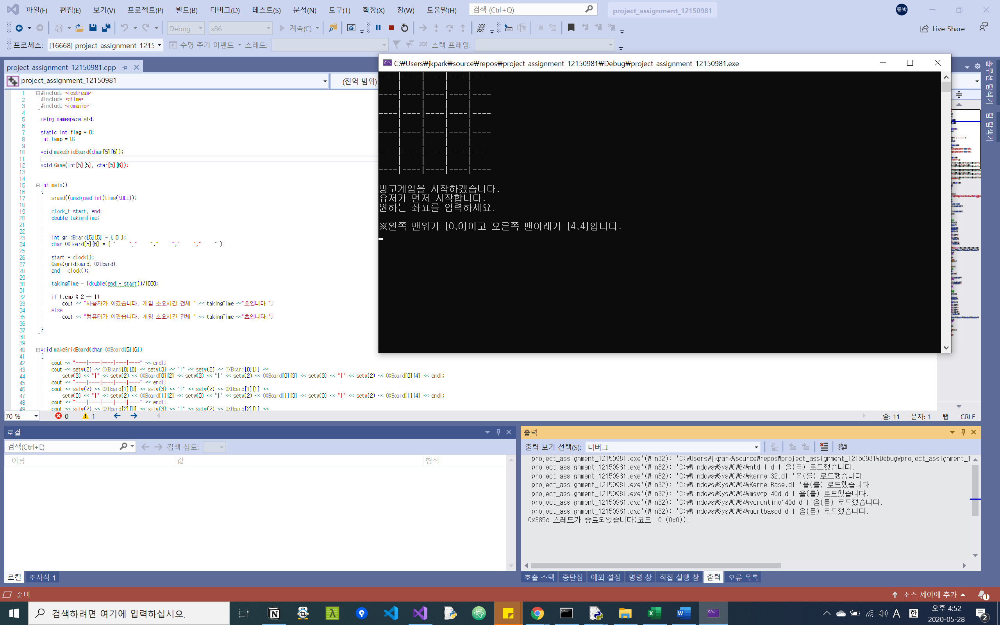 파일(F) 편집(E) 보기(V) 프로젝트(P) 빌드(B) 디버그(D) 테스트(S) 분석(N) 도구(T) 확장(X) 창(W) 도움말(H) 검색 (Ctrl+Q) project_assignment_12150981 중박
Debug x86 계속(C) Live Share
프로세스: [16668] project_assignment_1215 수명 주기 이벤트 스레드: 스택 프레임:
project_assignment_12150981.cpp
project_assignment_12150981 (전역 범위)
1 #include <iostream>
2 #include <ctime>
3 #include <iomanip>
4
5 using namespace std;
6
7 static int flag = 0;
8 int temp = 0;
9
10 void makeGridBoard(char[5][6]);
11
12 void Game(int[5][5], char[5][6]);
13
14
15 int main()
16 {
17 srand((unsigned int)time(NULL));
18
19 clock_t start, end;
20 double takingTime;
21
22
23 int gridBoard[5][5] = { 0 };
24 char OXBoard[5][6] = { "     ","     ","     ","     ","     " };
25
26 start = clock();
27 Game(gridBoard, OXBoard);
28 end = clock();
29
30 takingTime = (double(end - start))/1000;
31
32 if (temp % 2 == 1)
33 cout << "사용자가 이겼습니다. 게임 소요시간 전체 " << takingTime <<"초입니다.";
34 else
35 cout << "컴퓨터가 이겼습니다. 게임 소요시간 전체 " << takingTime <<"초입니다.";
36
37 }
38
39
40 void makeGridBoard(char OXBoard[5][6])
41 {
42 cout << "----|----|----|----|----" << endl;
43 cout << setw(2) << OXBoard[0][0] << setw(3) << "|" << setw(2) << OXBoard[0][1] <<
44 setw(3) << "|" << setw(2) << OXBoard[0][2] << setw(3) << "|" << setw(2) << OXBoard[0][3] << setw(3) << "|" << setw(2) << OXBoard[0][4] << endl;
45 cout << "----|----|----|----|----" << endl;
46 cout << setw(2) << OXBoard[1][0] << setw(3) << "|" << setw(2) << OXBoard[1][1] <<
47 setw(3) << "|" << setw(2) << OXBoard[1][2] << setw(3) << "|" << setw(2) << OXBoard[1][3] << setw(3) << "|" << setw(2) << OXBoard[1][4] << endl;
48 cout << "----|----|----|----|----" << endl;
49 cout << setw(2) << OXBoard[2][0] << setw(3) << "|" << setw(2) << OXBoard[2][1] <<
70 % 0 1 줄: 11 문자: 1 탭 CRLF
C:\Users\jkpark\source\repos\project_assignment_12150981\Debug\project_assignment_12150981.exe
----|----|----|----|----
    |    |    |    |
----|----|----|----|----
    |    |    |    |
----|----|----|----|----
    |    |    |    |
----|----|----|----|----
    |    |    |    |
----|----|----|----|----
    |    |    |    |
----|----|----|----|----
빙고게임을 시작하겠습니다.
유저가 먼저 시작합니다.
원하는 좌표를 입력하세요.
※왼쪽 맨위가 [0,0]이고 오른쪽 맨아래가 [4,4]입니다.
솔루션 탐색기
팀 탐색기
로컬
검색(Ctrl+E) 검색 심도:
이름 값 형식
로컬 조사식 1
출력
출력 보기 선택(S): 디버그
'project_assignment_12150981.exe'(Win32): 'C:\Users\jkpark\source\repos\project_assignment_12150981\Debug\project_assignment_1
'project_assignment_12150981.exe'(Win32): 'C:\Windows\SysWOW64\ntdll.dll'을(를) 로드했습니다.
'project_assignment_12150981.exe'(Win32): 'C:\Windows\SysWOW64\kernel32.dll'을(를) 로드했습니다.
'project_assignment_12150981.exe'(Win32): 'C:\Windows\SysWOW64\KernelBase.dll'을(를) 로드했습니다.
'project_assignment_12150981.exe'(Win32): 'C:\Windows\SysWOW64\msvcp140d.dll'을(를) 로드했습니다.
'project_assignment_12150981.exe'(Win32): 'C:\Windows\SysWOW64\vcruntime140d.dll'을(를) 로드했습니다.
'project_assignment_12150981.exe'(Win32): 'C:\Windows\SysWOW64\ucrtbased.dll'을(를) 로드했습니다.
0x385c 스레드가 종료되었습니다(코드: 0 (0x0)).
호출 스택 중단점 예외 설정 명령 창 직접 실행 창 출력 오류 목록
준비 소스 제어에 추가 1
검색하려면 여기에 입력하십시오. A 한 오후 4:52
2020-05-28 2